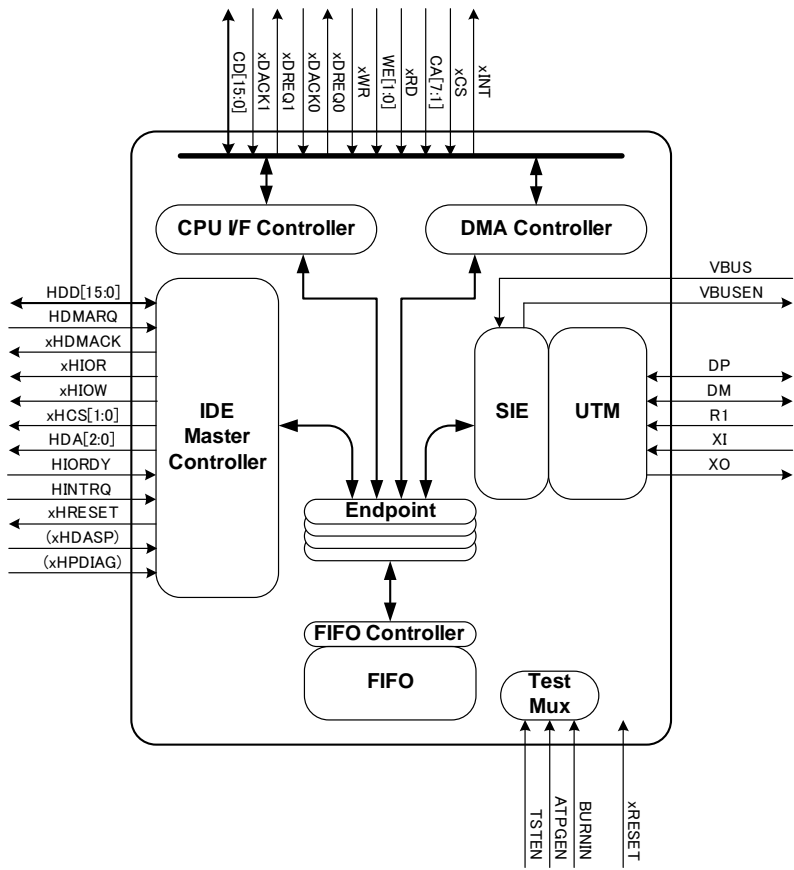 CD[15:0]
xDACK1
xDREQ1
xDACK0
xDREQ0
xWR
WE[1:0]
xRD
CA[7:1]
xCS
xINT
CPU I/F Controller
DMA Controller
HDD[15:0]
HDMARQ
xHDMACK
xHIOR
xHIOW
xHCS[1:0]
HDA[2:0]
HIORDY
HINTRQ
xHRESET
(xHDASP)
(xHPDIAG)
IDE
Master
Controller
VBUS
VBUSEN
SIE
UTM
DP
DM
R1
XI
XO
Endpoint
FIFO Controller
FIFO
Test
Mux
TSTEN
ATPGEN
BURNIN
xRESET